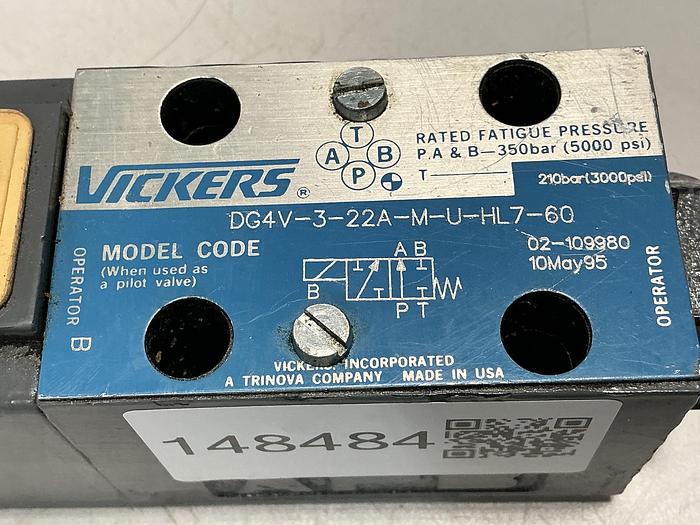 T
A B
P
VICKERS ®
RATED FATIGUE PRESSURE
P.A & B—350bar (5000 psi)
T 210bar(3000psi)
DG4V-3-22A-M-U-HL7-60
MODEL CODE
(When used as
a pilot valve)
02-109980
10May95
A B
B
P T
OPERATOR B
OPERATOR
VICKERS, INCORPORATED
A TRINOVA COMPANY MADE IN USA
148484